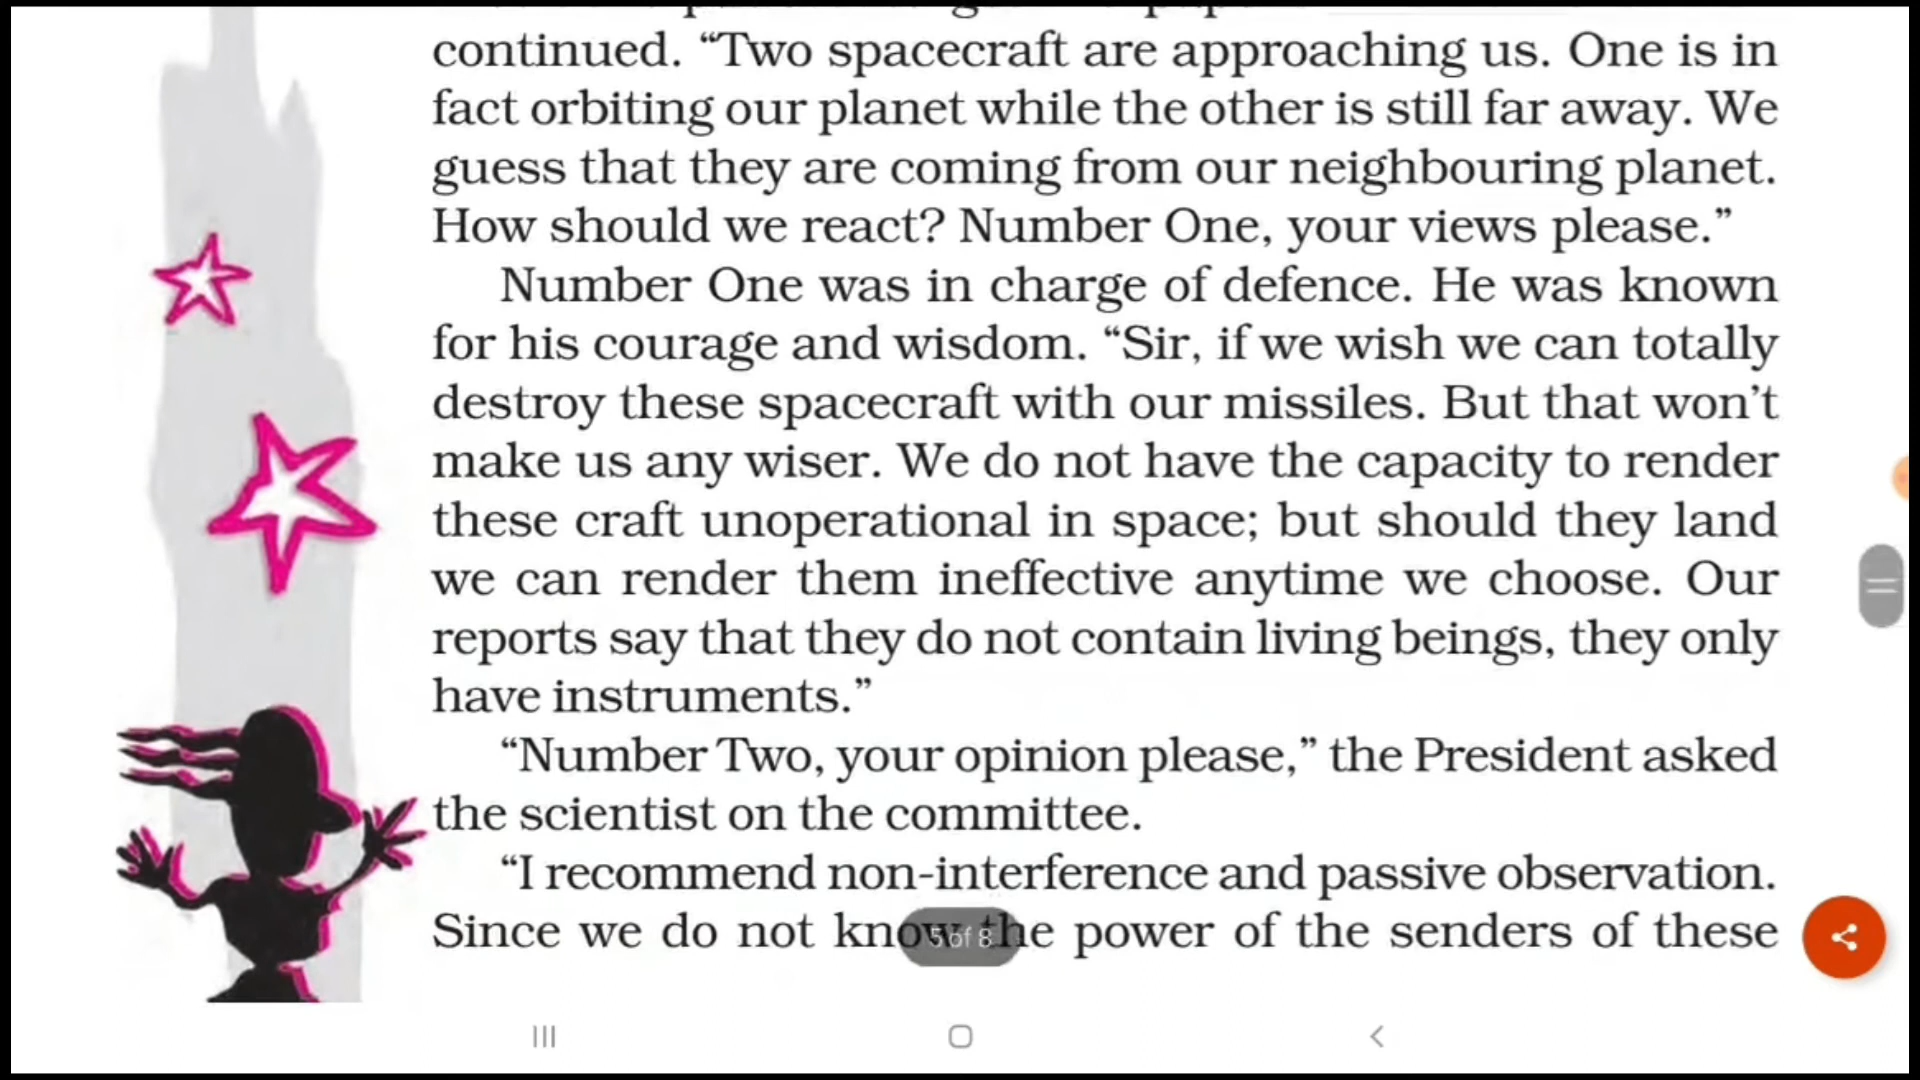 continued. “Two spacecraft are approaching us. One is in
fact orbiting our planet while the other is still far away. We
guess that they are coming from our neighbouring planet.
How should we react? Number One, your views please.”
Number One was in charge of defence. He was known
for his courage and wisdom. “Sir, if we wish we can totally
destroy these spacecraft with our missiles. But that won’t
make us any wiser. We do not have the capacity to render
these craft unoperational in space; but should they land
we can render them ineffective anytime we choose. Our
reports say that they do not contain living beings, they only
have instruments.”
“Number Two, your opinion please,” the President asked
the scientist on the committee.
“I recommend non-interference and passive observation.
Since we do not know the power of the senders of these
5 of 8